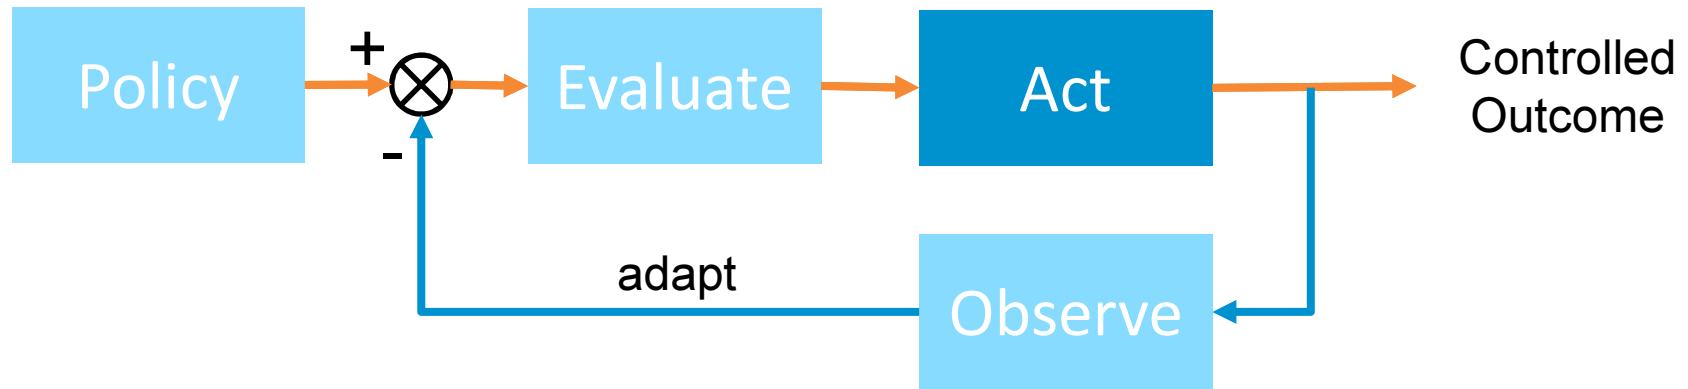 Policy
+
-
Evaluate
Act
Controlled
Outcome
adapt
Observe